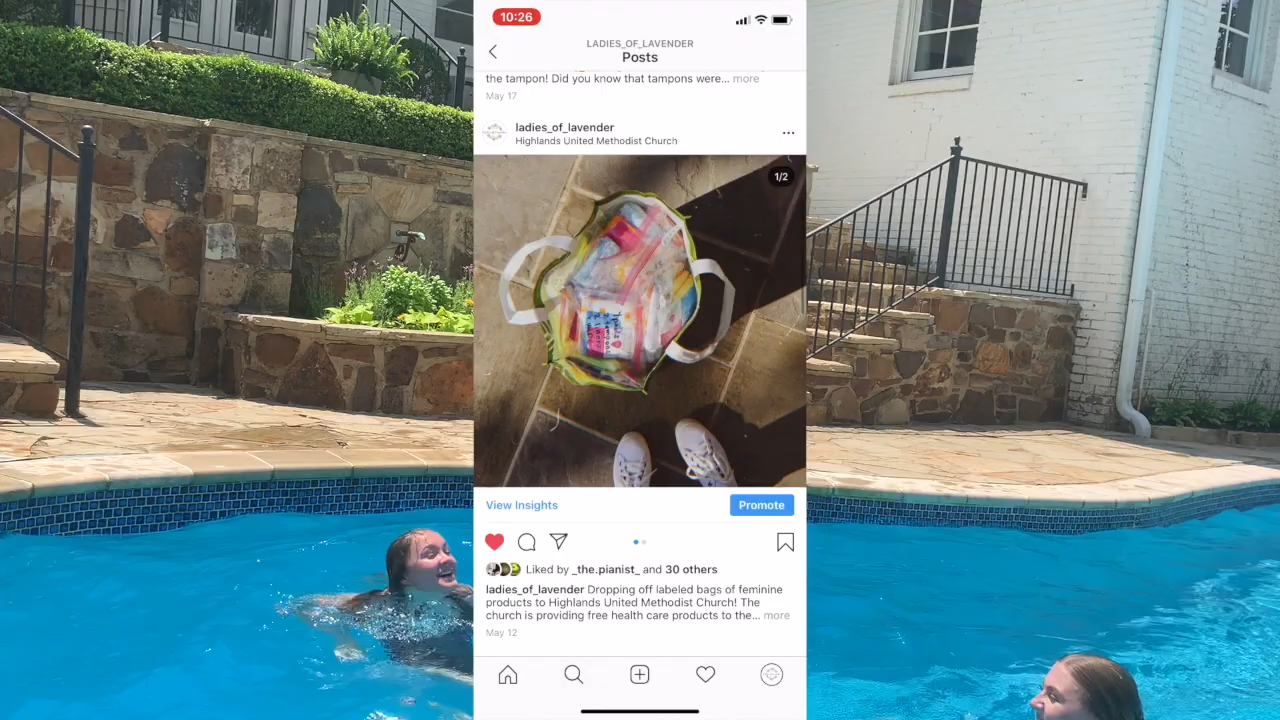 10:26
LADIES_OF_LAVENDER
Posts
the tampon! Did you know that tampons were... more
May 17
ladies_of_lavender
Highlands United Methodist Church
1/2
View Insights
Promote
Liked by _the.pianist_ and 30 others
ladies_of_lavender Dropping off labeled bags of feminine
products to Highlands United Methodist Church! The
church is providing free health care products to the... more
May 12